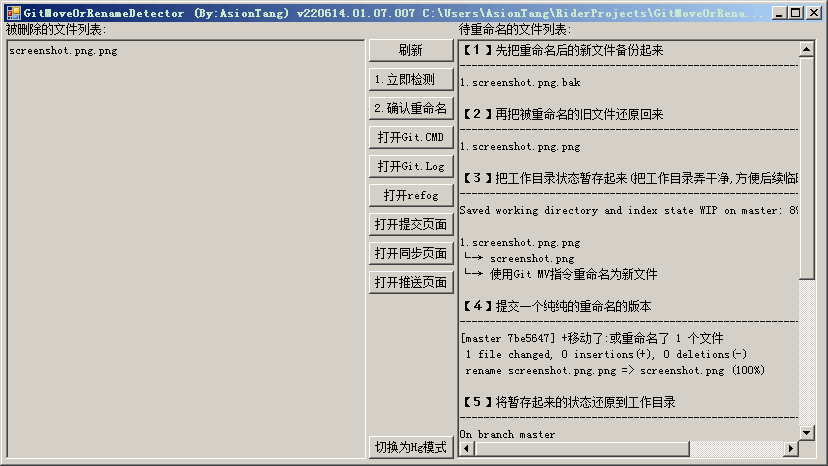 GitMoveOrRenameDetector (By:AsionTang) v220614.01.07.007 C:\Users\AsionTang\RiderProjects\GitMoveOrRena...
被删除的文件列表:
screenshot.png.png
刷新
1.立即检测
2.确认重命名
打开Git.CMD
打开Git.Log
打开refog
打开提交页面
打开同步页面
打开推送页面
切换为Hg模式
待重命名的文件列表:
【1】先把重命名后的新文件备份起来
1.screenshot.png.bak
【2】再把被重命名的旧文件还原回来
1.screenshot.png.png
【3】把工作目录状态暂存起来(把工作目录弄干净,方便后续临
Saved working directory and index state WIP on master: 89
1.screenshot.png.png
└─→ screenshot.png
└─→ 使用Git MV指令重命名为新文件
【4】提交一个纯纯的重命名的版本
[master 7be5647] +移动了:或重命名了 1 个文件
1 file changed, 0 insertions(+), 0 deletions(-)
rename screenshot.png.png => screenshot.png (100%)
【5】将暂存起来的状态还原到工作目录
On branch master